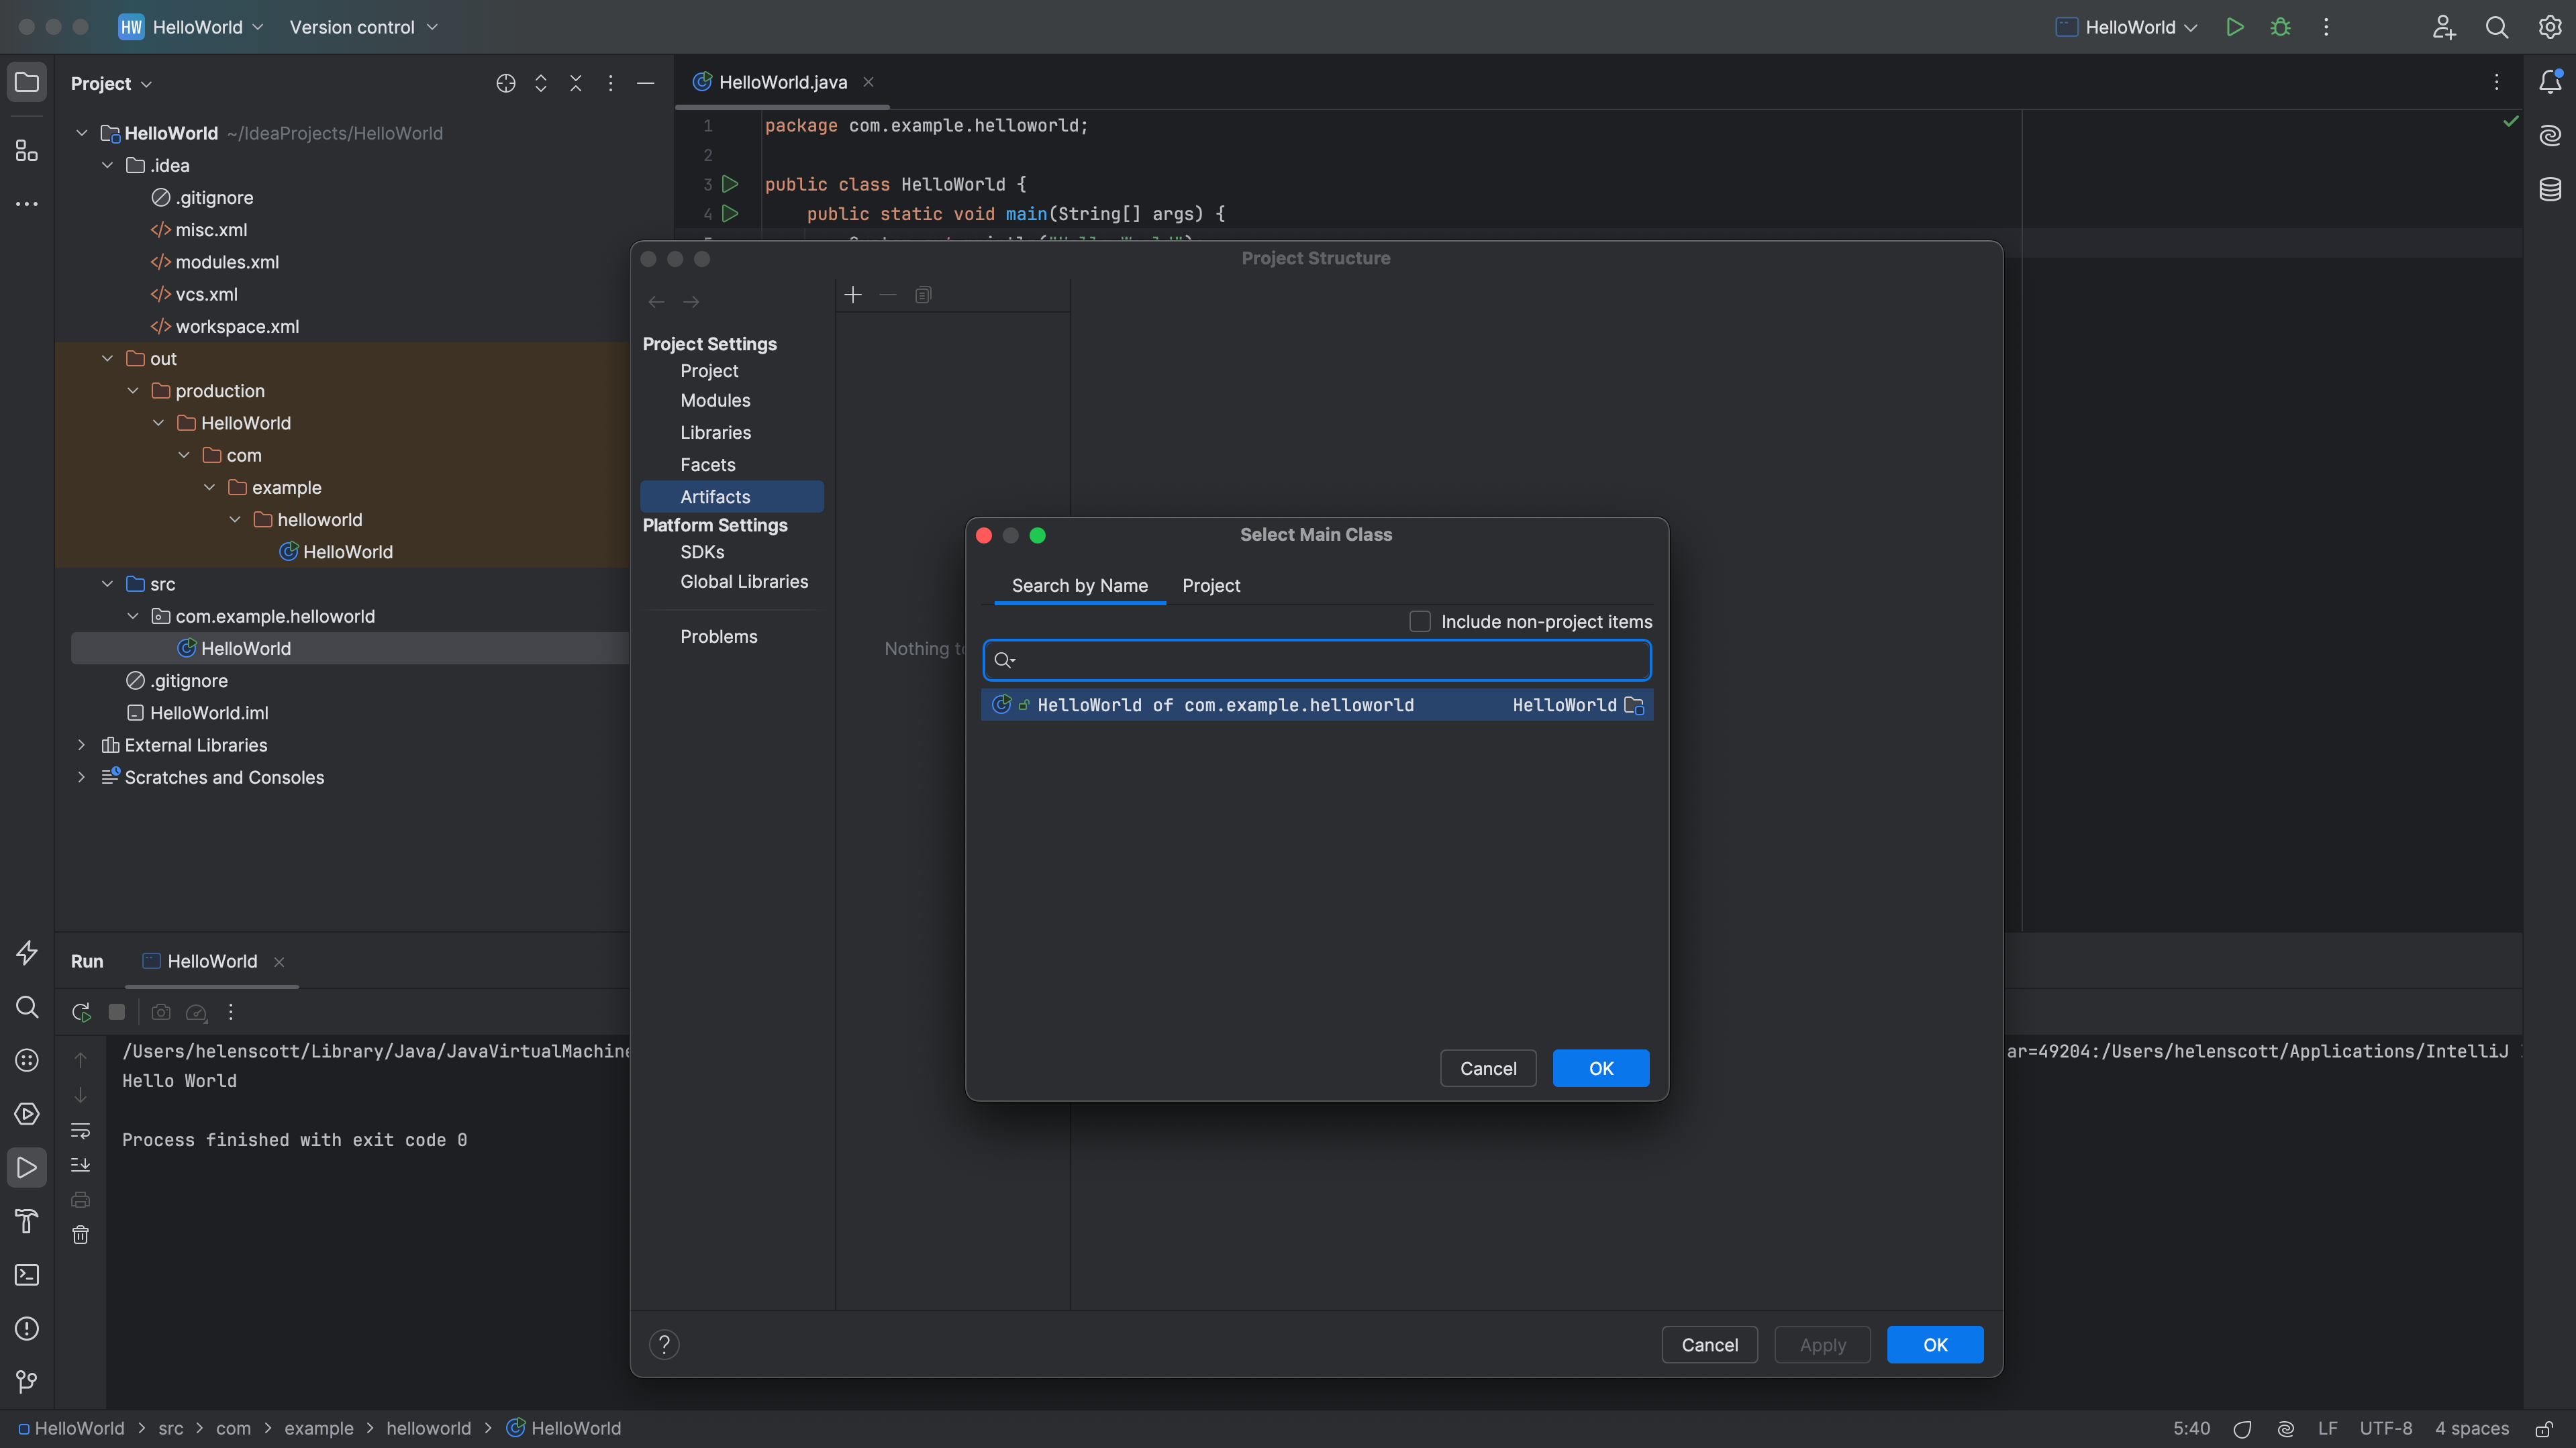 HW HelloWorld Version control
HelloWorld
Project
HelloWorld ~/IdeaProjects/HelloWorld
.idea
.gitignore
misc.xml
modules.xml
vcs.xml
workspace.xml
out
production
HelloWorld
com
example
helloworld
HelloWorld
src
com.example.helloworld
HelloWorld
.gitignore
HelloWorld.iml
External Libraries
Scratches and Consoles
HelloWorld.java
1 package com.example.helloworld;
2
3 public class HelloWorld {
4 public static void main(String[] args) {
Project Structure
Project Settings
Project
Modules
Libraries
Facets
Artifacts
Platform Settings
SDKs
Global Libraries
Problems
Nothing
Select Main Class
Search by Name Project
Include non-project items
HelloWorld of com.example.helloworld HelloWorld
Cancel OK
? Cancel Apply OK
Run HelloWorld
/Users/helenscott/Library/Java/JavaVirtualMachine
ar=49204:/Users/helenscott/Applications/IntelliJ
Hello World
Process finished with exit code 0
HelloWorld > src > com > example > helloworld > HelloWorld
5:40 LF UTF-8 4 spaces